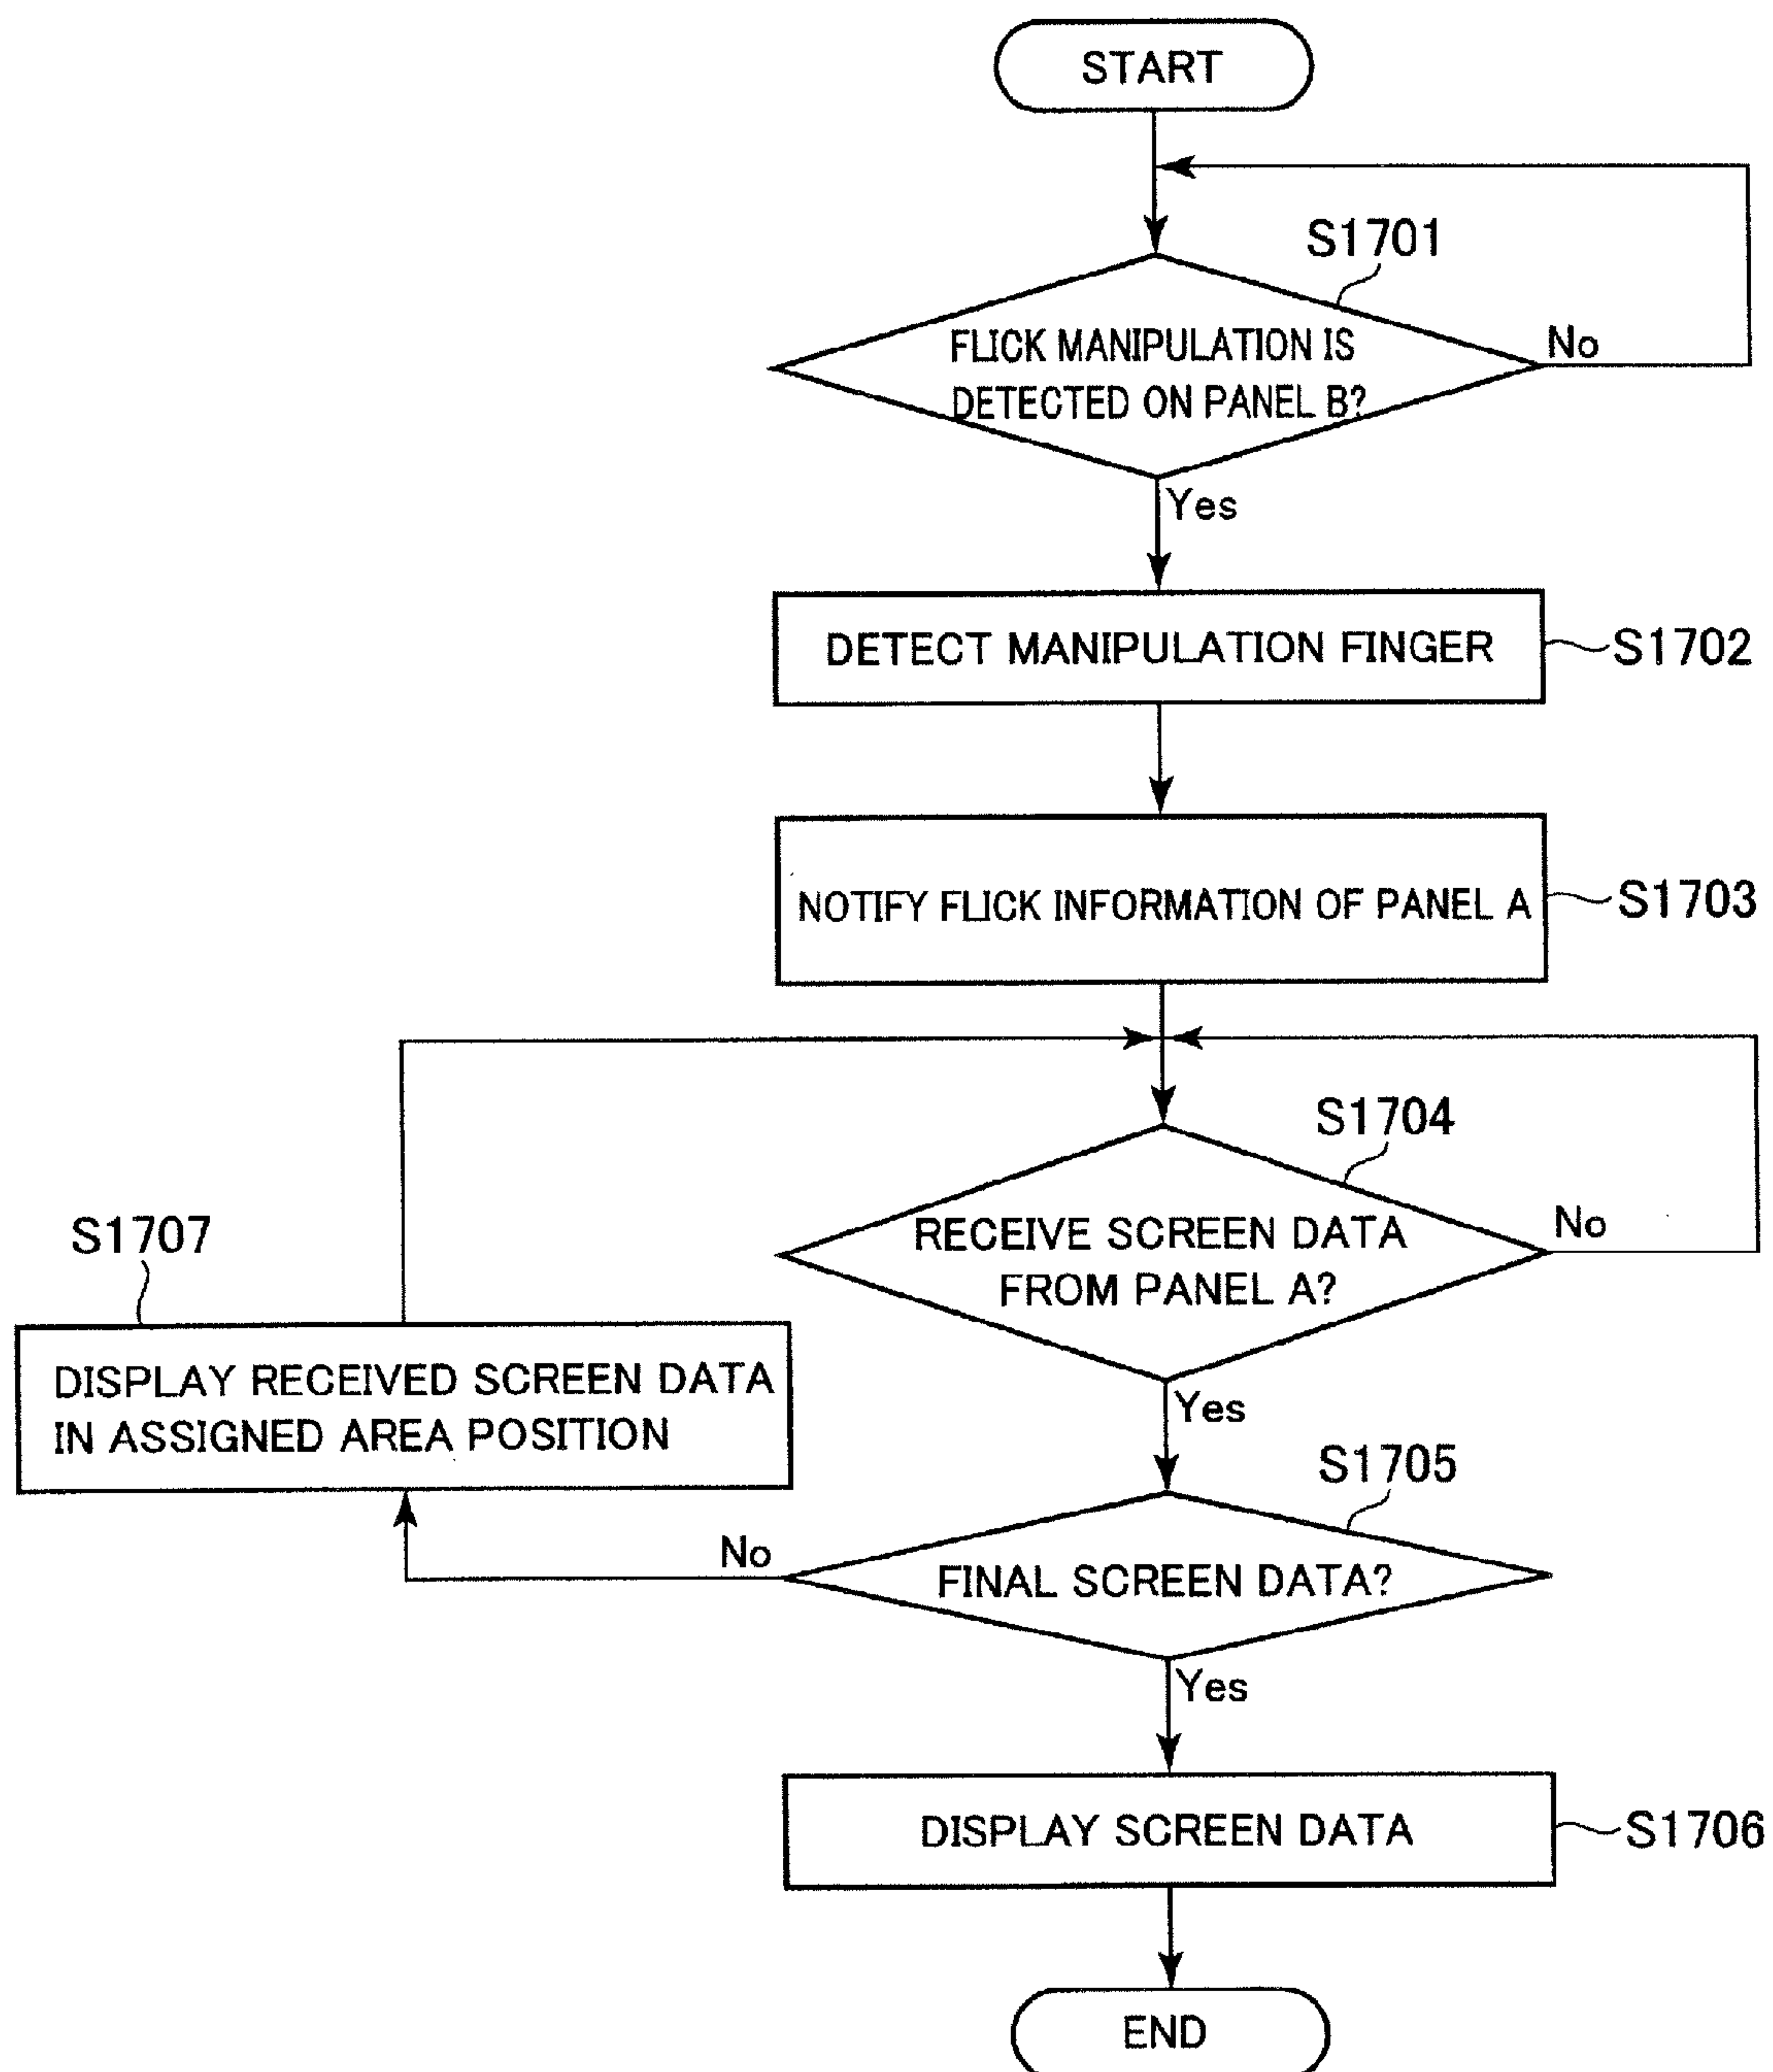 START
S1701
FLICK MANIPULATION IS
DETECTED ON PANEL B?
No
Yes
DETECT MANIPULATION FINGER
S1702
NOTIFY FLICK INFORMATION OF PANEL A
S1703
S1704
RECEIVE SCREEN DATA
FROM PANEL A?
No
Yes
S1707
DISPLAY RECEIVED SCREEN DATA
IN ASSIGNED AREA POSITION
S1705
FINAL SCREEN DATA?
No
Yes
DISPLAY SCREEN DATA
S1706
END